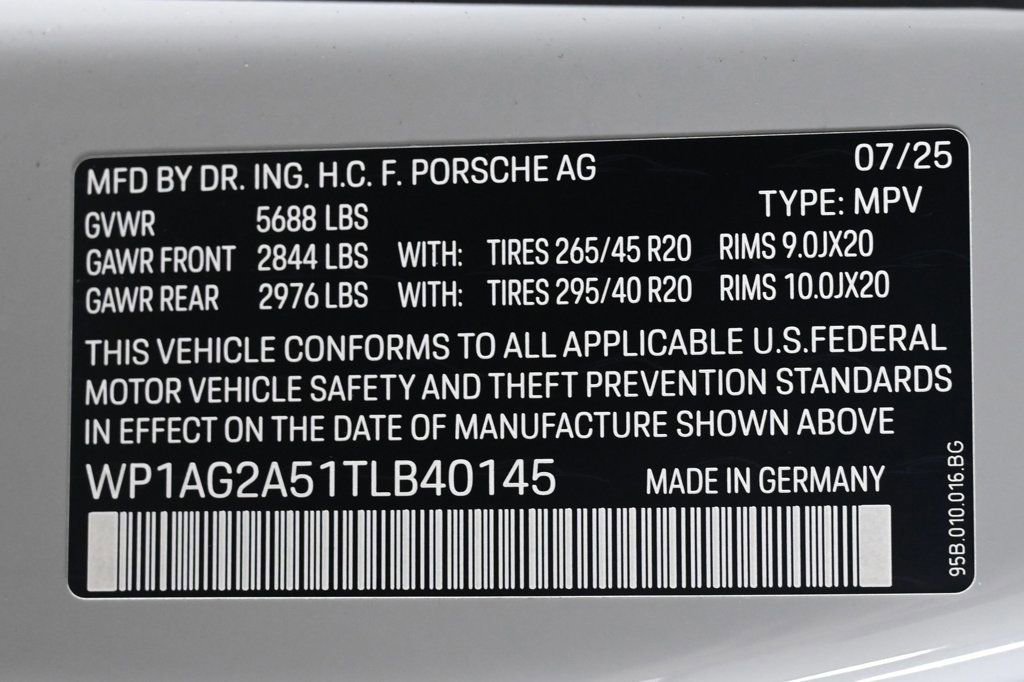 MFD BY DR. ING. H.C. F. PORSCHE AG 07/25
GVWR 5688 LBS TYPE: MPV
GAWR FRONT 2844 LBS WITH: TIRES 265/45 R20 RIMS 9.0JX20
GAWR REAR 2976 LBS WITH: TIRES 295/40 R20 RIMS 10.0JX20
THIS VEHICLE CONFORMS TO ALL APPLICABLE U.S.FEDERAL
MOTOR VEHICLE SAFETY AND THEFT PREVENTION STANDARDS
IN EFFECT ON THE DATE OF MANUFACTURE SHOWN ABOVE
WP1AG2A51TLB40145 MADE IN GERMANY
95B.010.016.BG